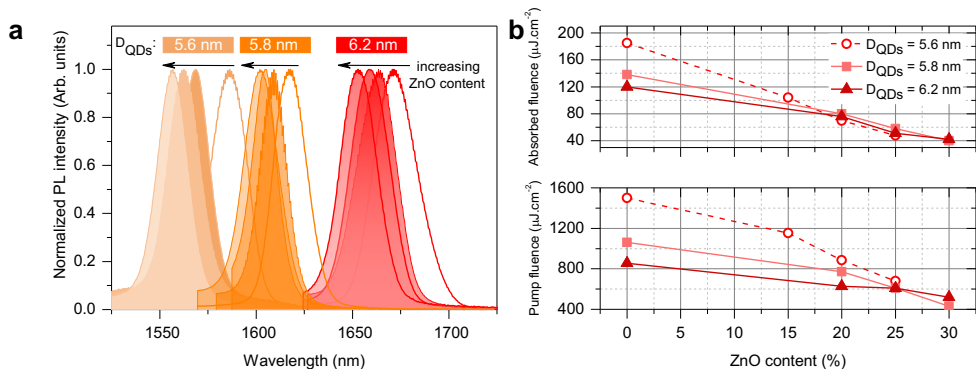 a
D_QDs: 5.6 nm 5.8 nm 6.2 nm
increasing
ZnO content
Normalized PL intensity (Arb. units)
1.0
0.8
0.6
0.4
0.2
0.0
1550 1600 1650 1700
Wavelength (nm)
b
Absorbed fluence (μJ.cm⁻²)
200
160
120
80
40
D_QDs = 5.6 nm
D_QDs = 5.8 nm
D_QDs = 6.2 nm
Pump fluence (μJ.cm⁻²)
1600
1200
800
400
0 5 10 15 20 25 30
ZnO content (%)